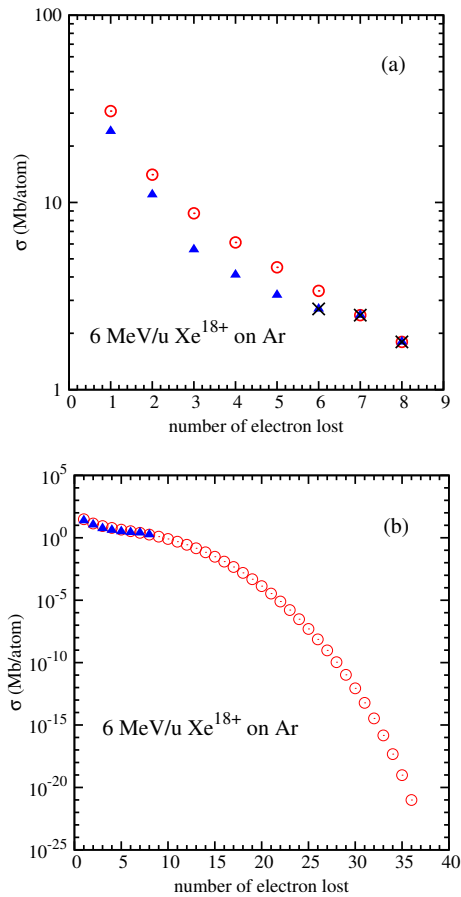 100
(a)
10
σ (Mb/atom)
6 MeV/u Xe18+ on Ar
1
0 1 2 3 4 5 6 7 8 9
number of electron lost
10^5
(b)
10^0
10^-5
10^-10
σ (Mb/atom)
10^-15
6 MeV/u Xe18+ on Ar
10^-20
10^-25
0 5 10 15 20 25 30 35 40
number of electron lost